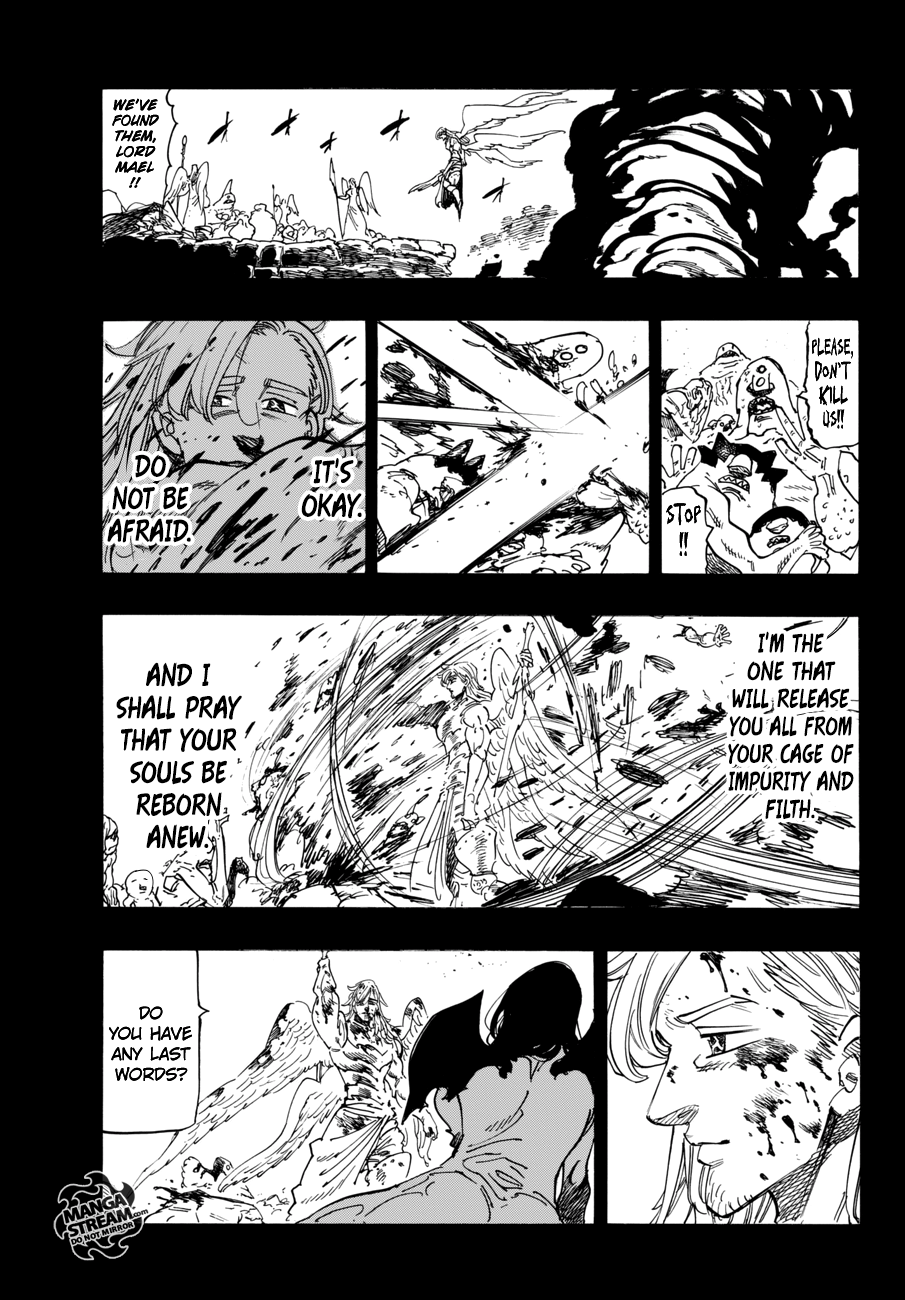 WE'VE
FOUND
THEM,
LORD
MAEL
!!
PLEASE,
DON'T
KILL
US!!
STOP
!!
IT'S
OKAY.
DO
NOT BE
AFRAID.
I'M THE
ONE THAT
WILL RELEASE
YOU ALL FROM
YOUR CAGE OF
IMPURITY AND
FILTH.
AND I
SHALL PRAY
THAT YOUR
SOULS BE
REBORN
ANEW.
DO
YOU HAVE
ANY LAST
WORDS?
MANGA
STREAM.com
DO NOT MIRROR